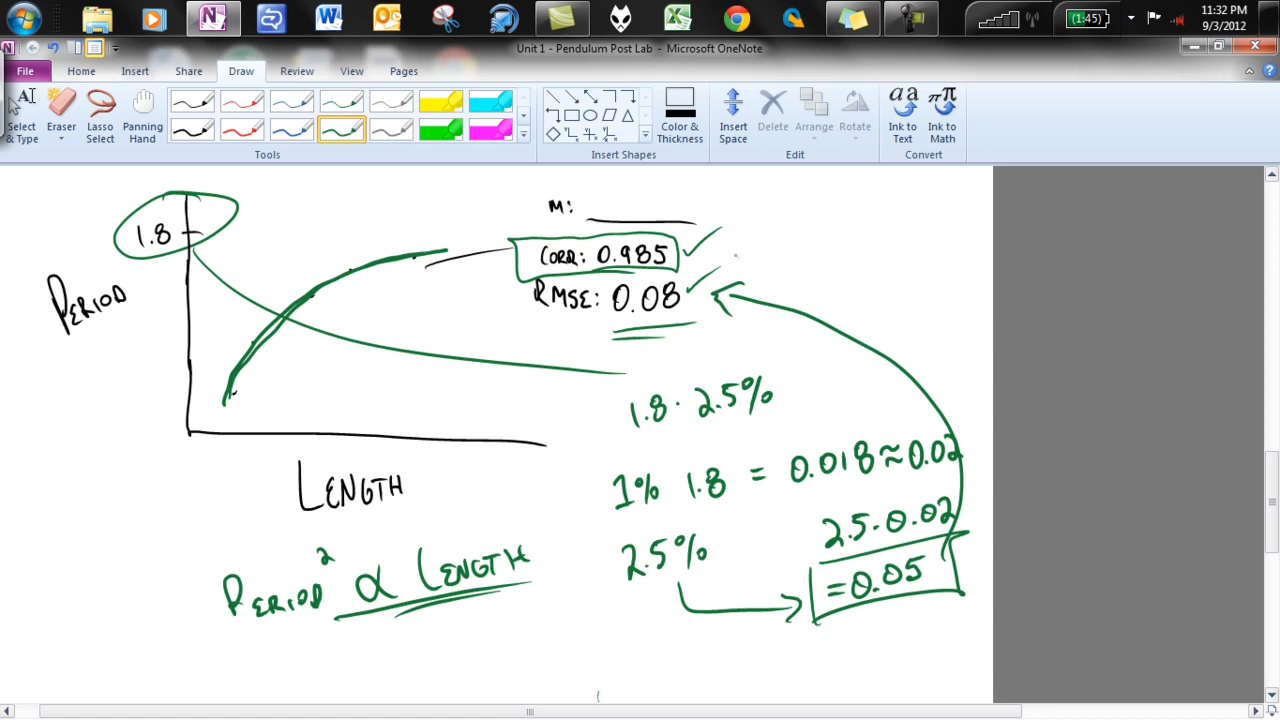 11:32 PM
(1:45)
9/3/2012
Unit 1 - Pendulum Post Lab - Microsoft OneNote
File Home Insert Share Draw Review View Pages
Select & Type
Eraser
Lasso Select
Panning Hand
Color & Thickness
Insert Space
Delete
Arrange
Rotate
Ink to Text
Ink to Math
Tools
Insert Shapes
Edit
Convert
M:
1.8
CORR: 0.985
PERIOD
RMSE: 0.08
1.8 · 2.5%
1% 1.8 = 0.018 ≈ 0.02
LENGTH
2.5 · 0.02
2.5%
= 0.05
PERIOD² α LENGTH